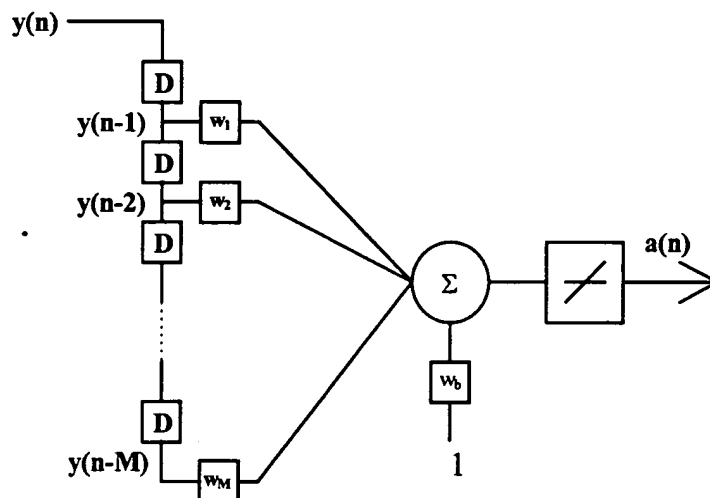 y(n)
D
y(n-1)
w1
D
y(n-2)
w2
D
Σ
a(n)
wb
D
y(n-M)
wM
1